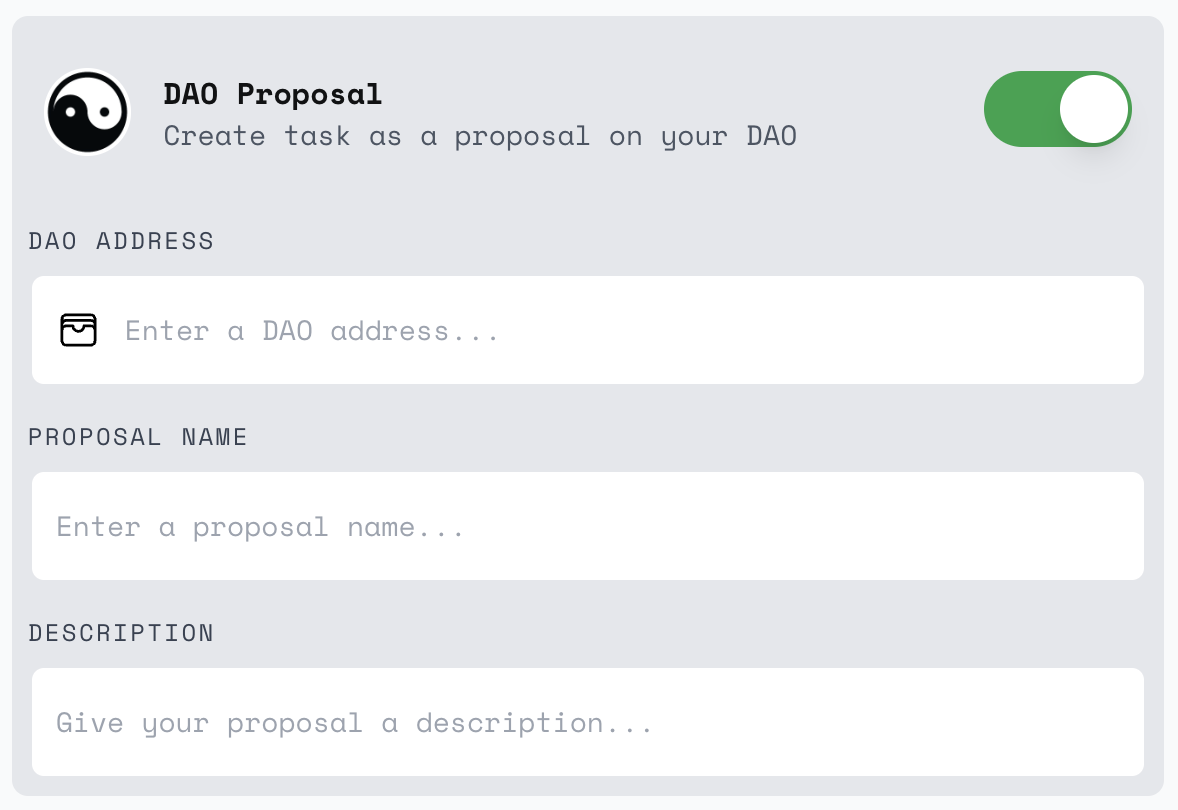 DAO Proposal
Create task as a proposal on your DAO
DAO ADDRESS
Enter a DAO address...
PROPOSAL NAME
Enter a proposal name...
DESCRIPTION
Give your proposal a description...